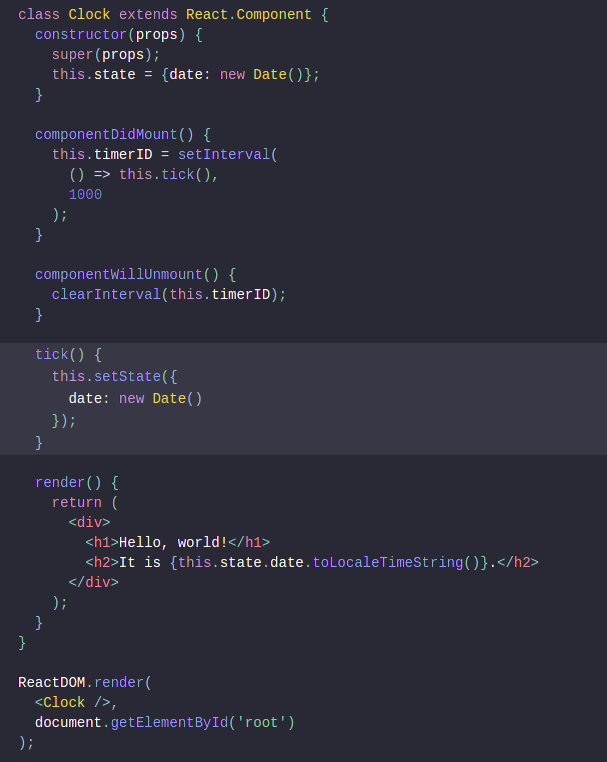 class Clock extends React.Component {
  constructor(props) {
    super(props);
    this.state = {date: new Date()};
  }

  componentDidMount() {
    this.timerID = setInterval(
      () => this.tick(),
      1000
    );
  }

  componentWillUnmount() {
    clearInterval(this.timerID);
  }

  tick() {
    this.setState({
      date: new Date()
    });
  }

  render() {
    return (
      <div>
        <h1>Hello, world!</h1>
        <h2>It is {this.state.date.toLocaleTimeString()}.</h2>
      </div>
    );
  }
}

ReactDOM.render(
  <Clock />,
  document.getElementById('root')
);